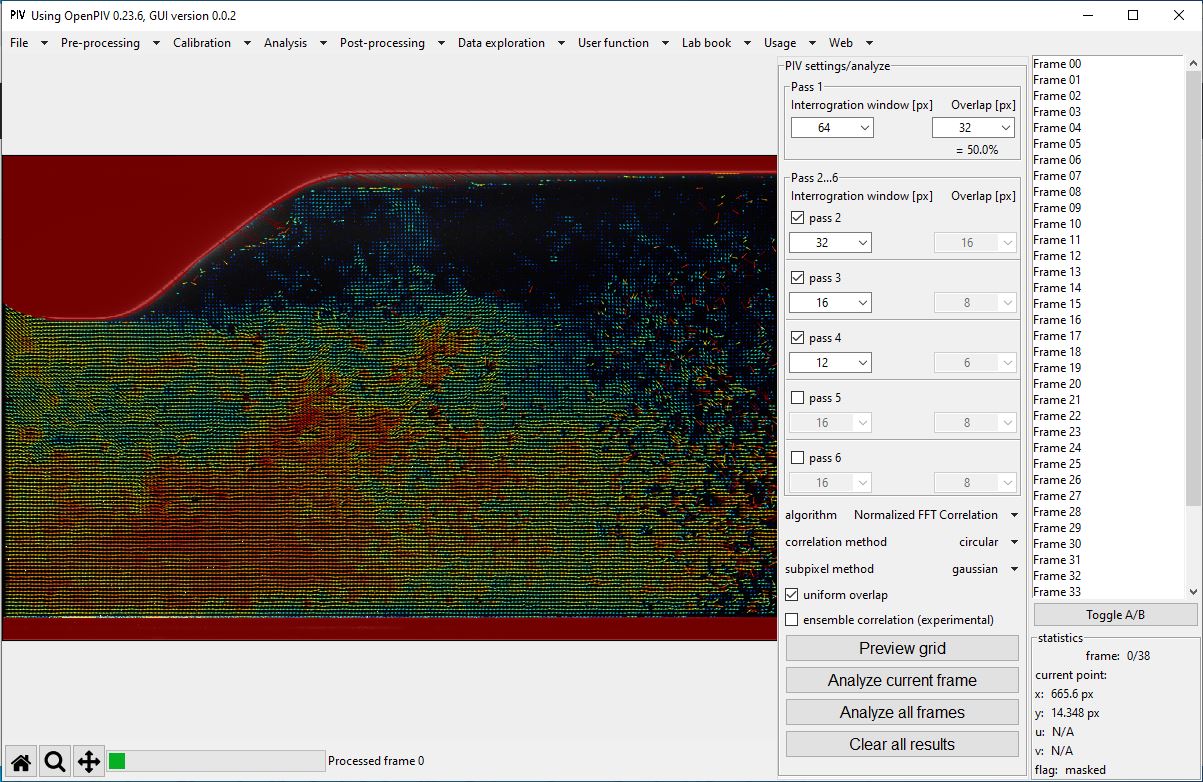 PIV Using OpenPIV 0.23.6, GUI version 0.0.2
File Pre-processing Calibration Analysis Post-processing Data exploration User function Lab book Usage Web
PIV settings/analyze
Pass 1
Interrogration window [px] Overlap [px]
64 32
= 50.0%
Pass 2...6
Interrogration window [px] Overlap [px]
pass 2
32 16
pass 3
16 8
pass 4
12 6
pass 5
16 8
pass 6
16 8
algorithm Normalized FFT Correlation
correlation method circular
subpixel method gaussian
uniform overlap
ensemble correlation (experimental)
Preview grid
Analyze current frame
Analyze all frames
Clear all results
Frame 00
Frame 01
Frame 02
Frame 03
Frame 04
Frame 05
Frame 06
Frame 07
Frame 08
Frame 09
Frame 10
Frame 11
Frame 12
Frame 13
Frame 14
Frame 15
Frame 16
Frame 17
Frame 18
Frame 19
Frame 20
Frame 21
Frame 22
Frame 23
Frame 24
Frame 25
Frame 26
Frame 27
Frame 28
Frame 29
Frame 30
Frame 31
Frame 32
Frame 33
Toggle A/B
statistics
frame: 0/38
current point:
x: 665.6 px
y: 14.348 px
u: N/A
v: N/A
flag: masked
Processed frame 0